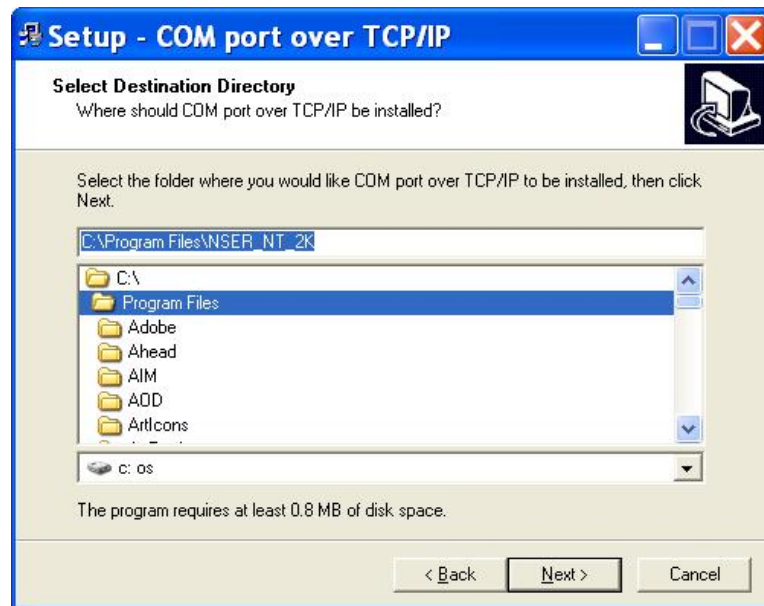 Setup - COM port over TCP/IP
Select Destination Directory
Where should COM port over TCP/IP be installed?
Select the folder where you would like COM port over TCP/IP to be installed, then click
Next.
C:\Program Files\NSER_NT_2K
C:\
Program Files
Adobe
Ahead
AIM
AOD
ArtIcons
c: os
The program requires at least 0.8 MB of disk space.
< Back Next > Cancel